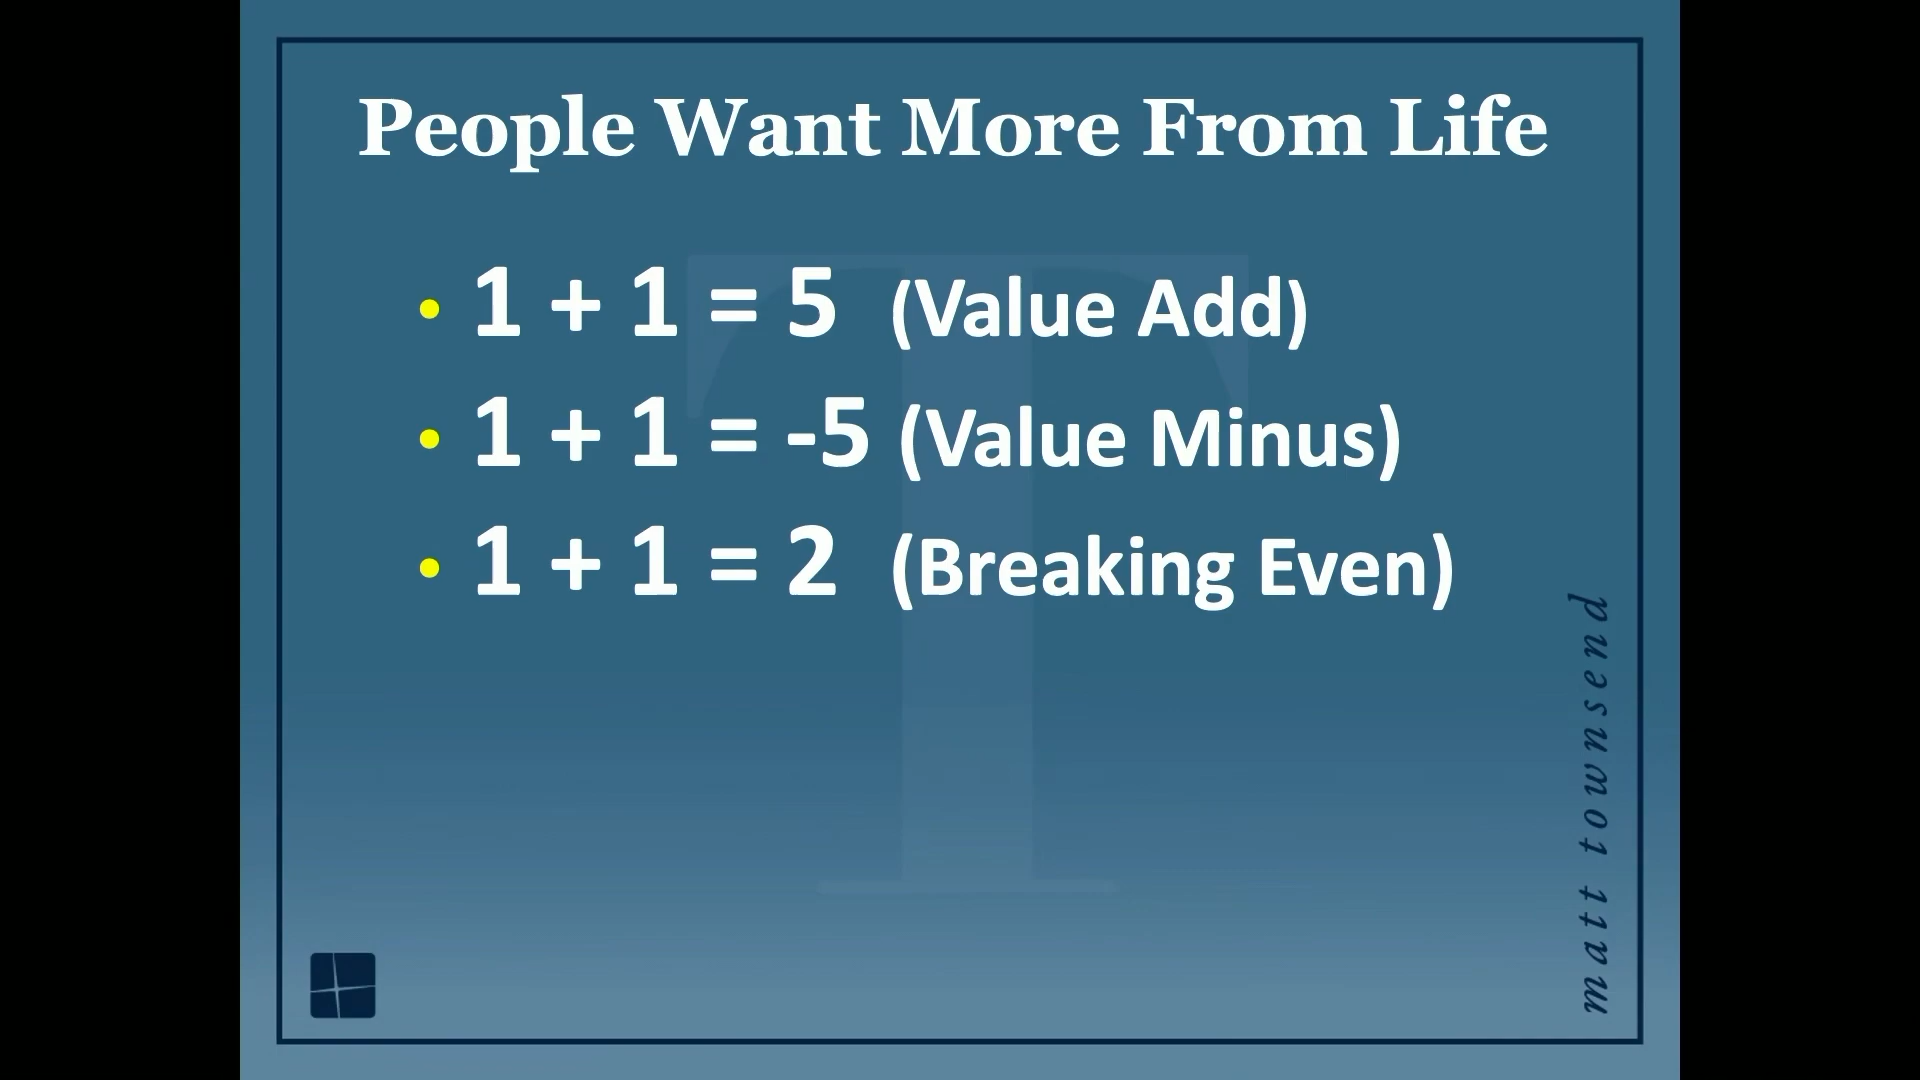 People Want More From Life
• 1 + 1 = 5 (Value Add)
• 1 + 1 = -5 (Value Minus)
• 1 + 1 = 2 (Breaking Even)
matt townsend
T